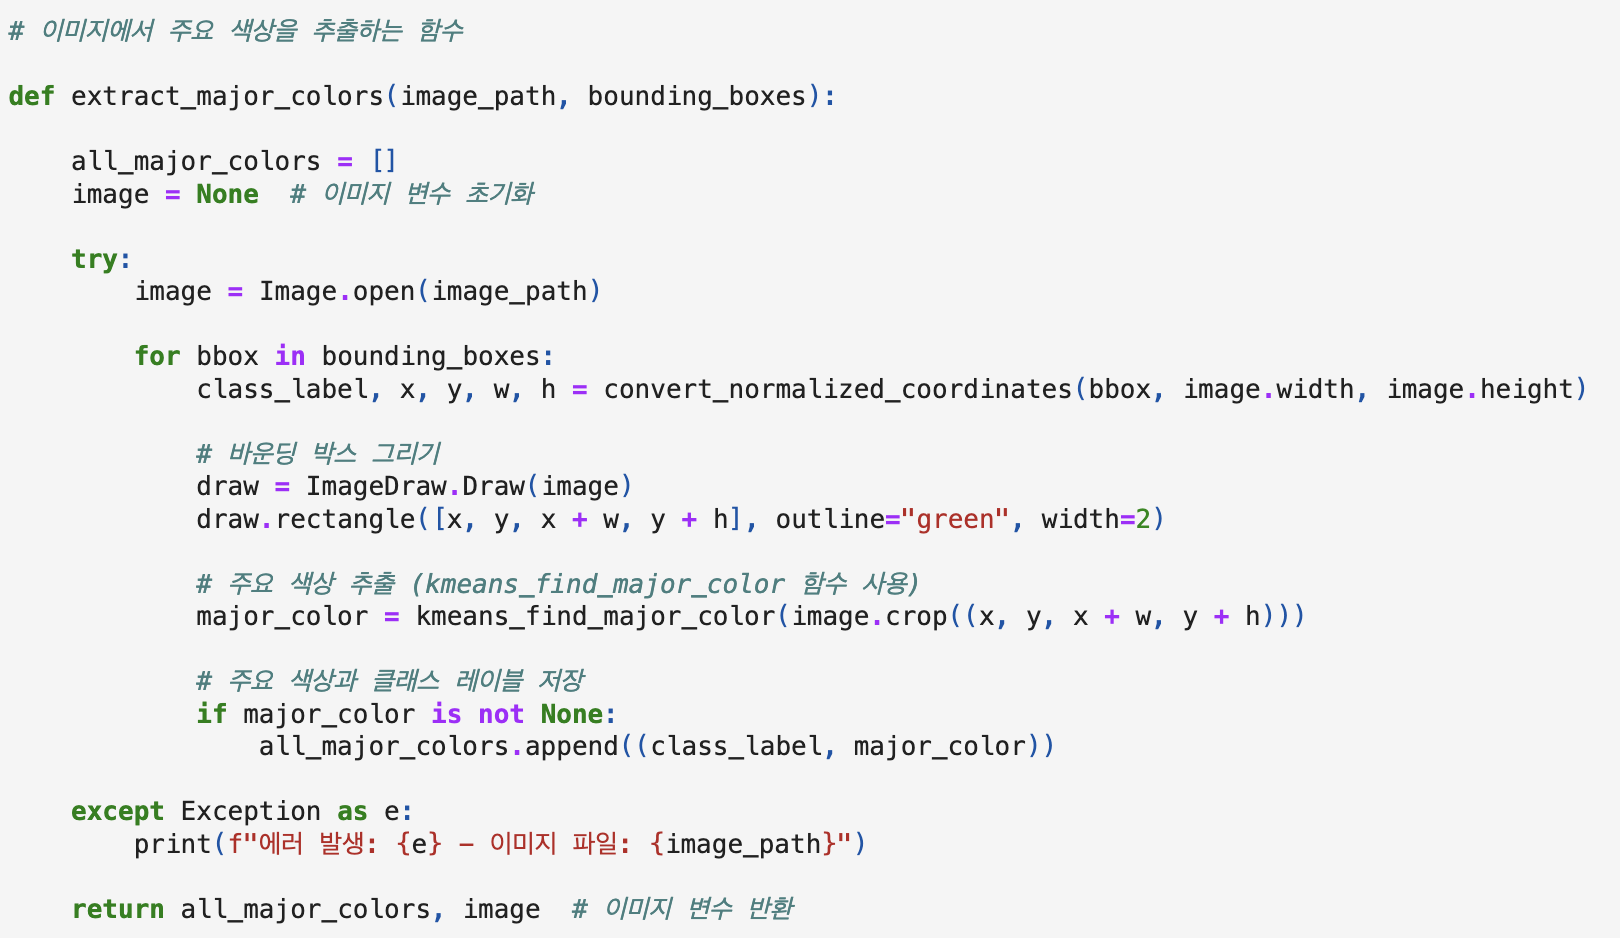 # 이미지에서 주요 색상을 추출하는 함수
def extract_major_colors(image_path, bounding_boxes):
    all_major_colors = []
    image = None  # 이미지 변수 초기화
    try:
        image = Image.open(image_path)
        for bbox in bounding_boxes:
            class_label, x, y, w, h = convert_normalized_coordinates(bbox, image.width, image.height)
            # 바운딩 박스 그리기
            draw = ImageDraw.Draw(image)
            draw.rectangle([x, y, x + w, y + h], outline="green", width=2)
            # 주요 색상 추출 (kmeans_find_major_color 함수 사용)
            major_color = kmeans_find_major_color(image.crop((x, y, x + w, y + h)))
            # 주요 색상과 클래스 레이블 저장
            if major_color is not None:
                all_major_colors.append((class_label, major_color))
    except Exception as e:
        print(f"에러 발생: {e} – 이미지 파일: {image_path}")
    return all_major_colors, image  # 이미지 변수 반환